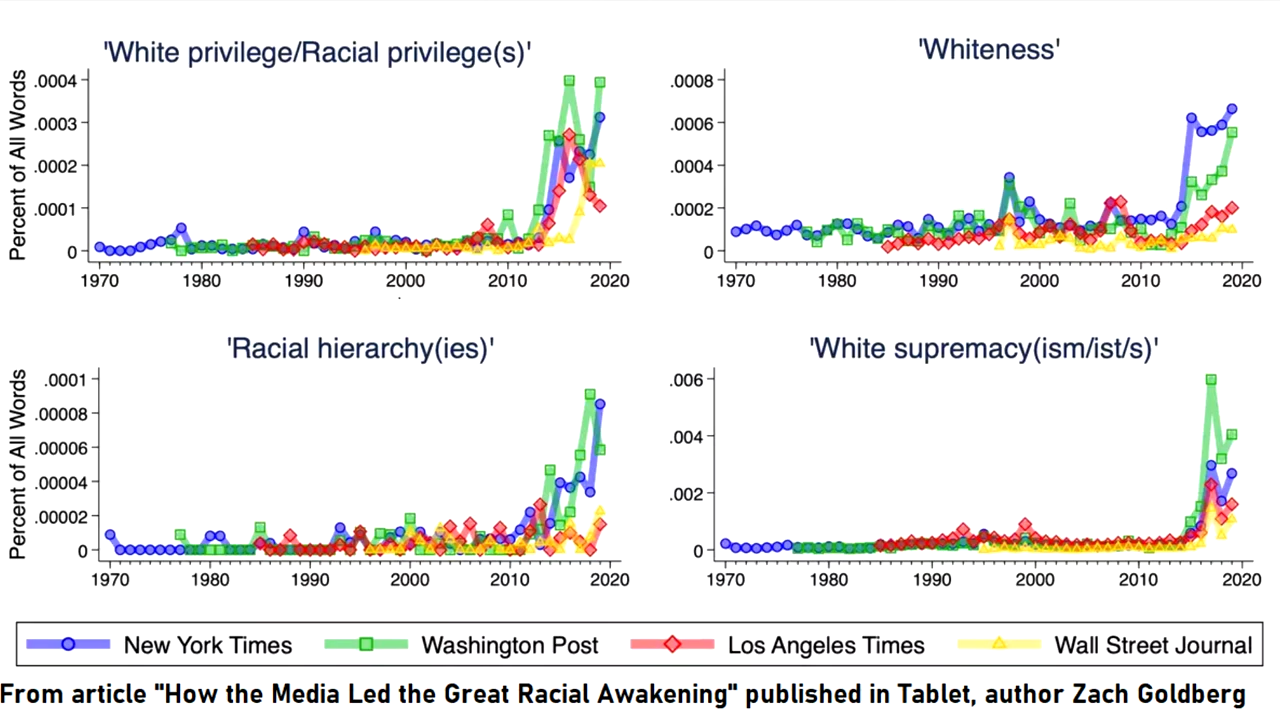 'White privilege/Racial privilege(s)'
Percent of All Words
.0004
.0003
.0002
.0001
0
1970 1980 1990 2000 2010 2020
'Whiteness'
.0008
.0006
.0004
.0002
0
1970 1980 1990 2000 2010 2020
'Racial hierarchy(ies)'
Percent of All Words
.0001
.00008
.00006
.00004
.00002
0
1970 1980 1990 2000 2010 2020
'White supremacy(ism/ist/s)'
.006
.004
.002
0
1970 1980 1990 2000 2010 2020
New York Times Washington Post Los Angeles Times Wall Street Journal
From article "How the Media Led the Great Racial Awakening" published in Tablet, author Zach Goldberg